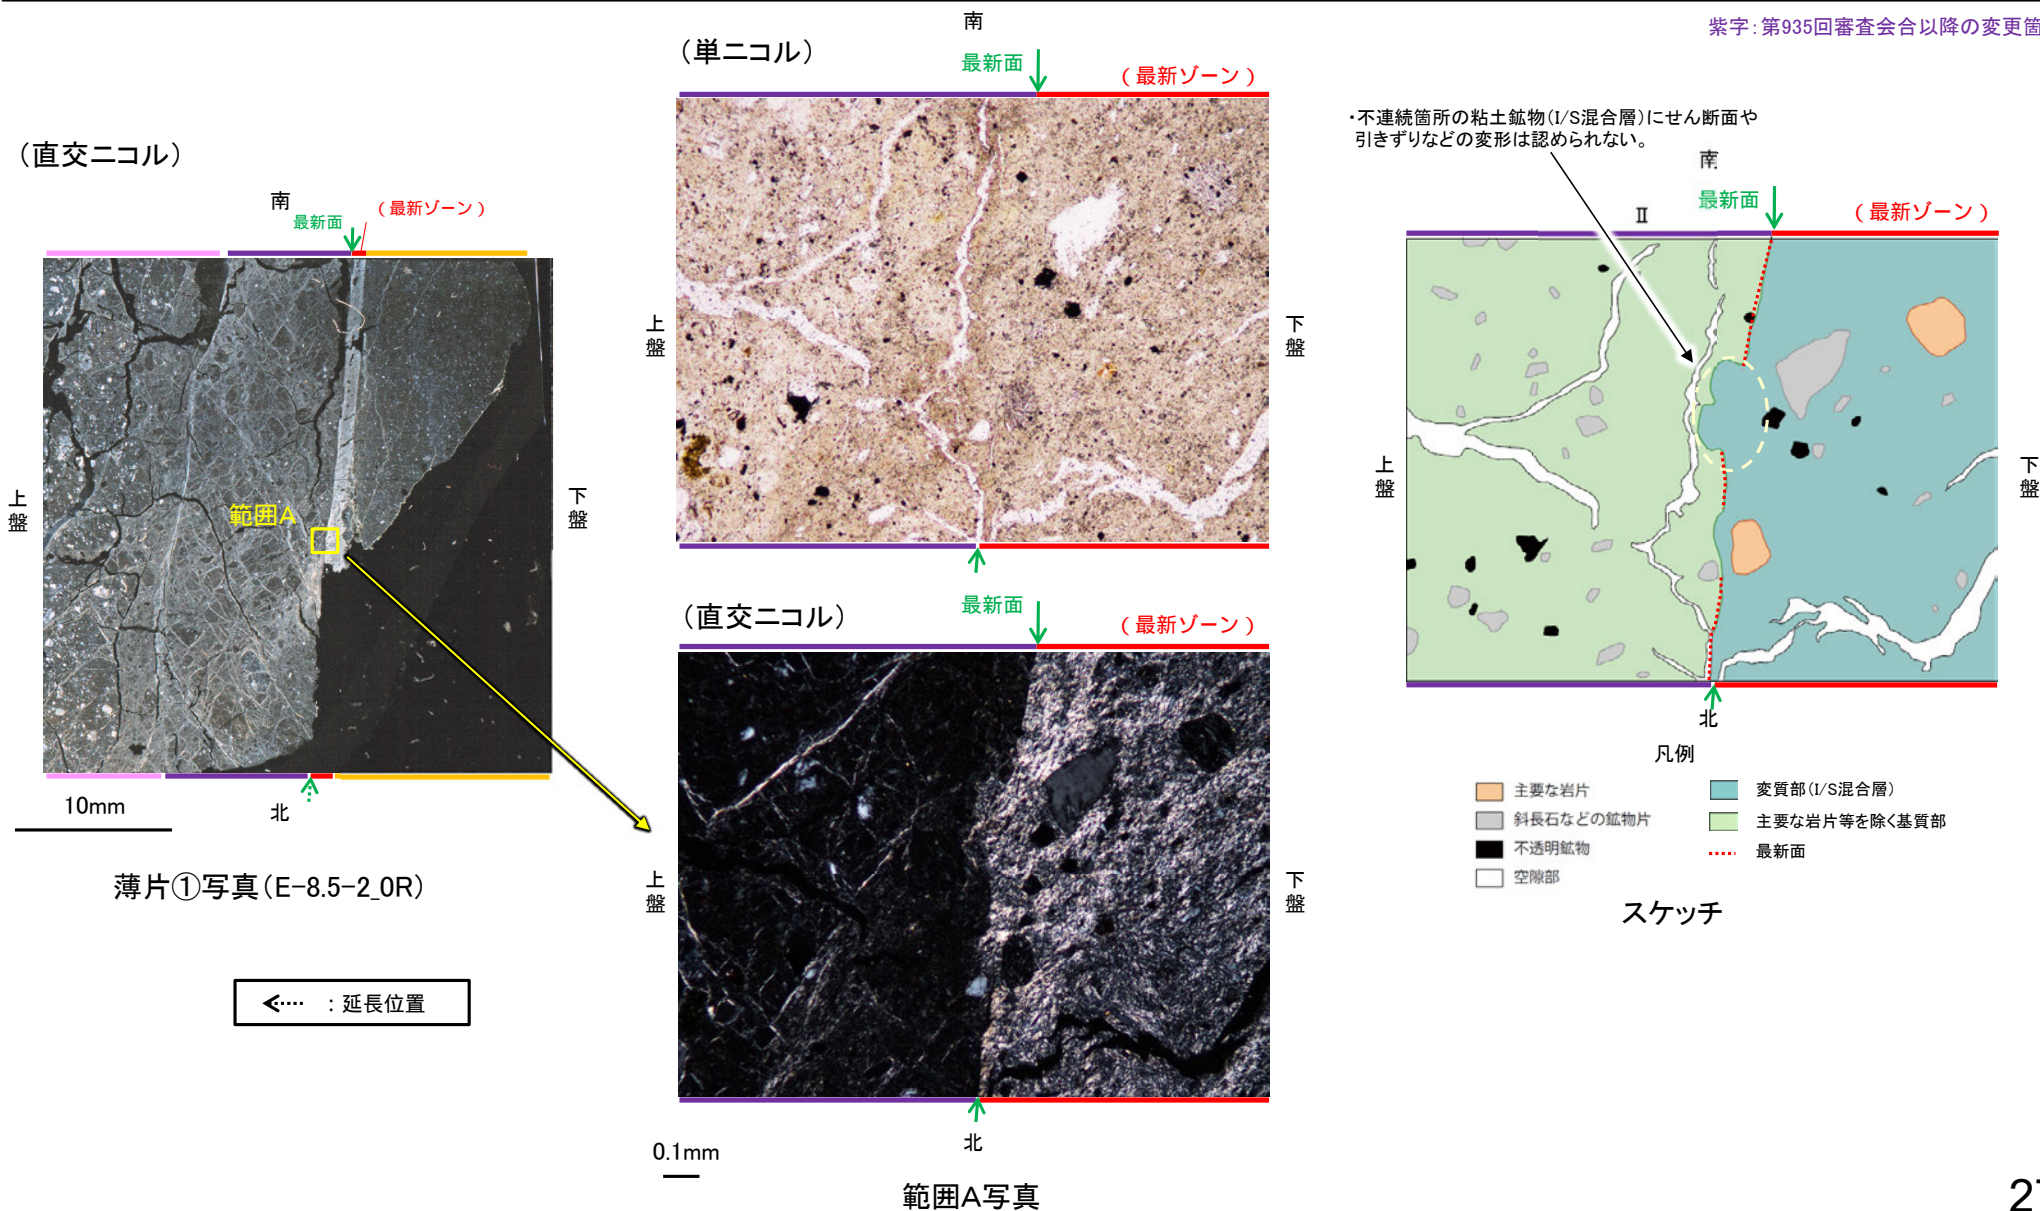 紫字：第935回審査会合以降の変更箇
（直交ニコル）
南
最新面
（最新ゾーン）
上盤
下盤
範囲A
10mm
北
薄片①写真（E-8.5-2_0R）
：延長位置
（単ニコル）
南
最新面
（最新ゾーン）
上盤
下盤
（直交ニコル）
最新面
（最新ゾーン）
上盤
下盤
0.1mm
北
範囲A写真
・不連続箇所の粘土鉱物（I/S混合層）にせん断面や
引きずりなどの変形は認められない。
南
最新面
Ⅱ
（最新ゾーン）
上盤
下盤
北
凡例
主要な岩片
斜長石などの鉱物片
不透明鉱物
空隙部
変質部（I/S混合層）
主要な岩片等を除く基質部
最新面
スケッチ